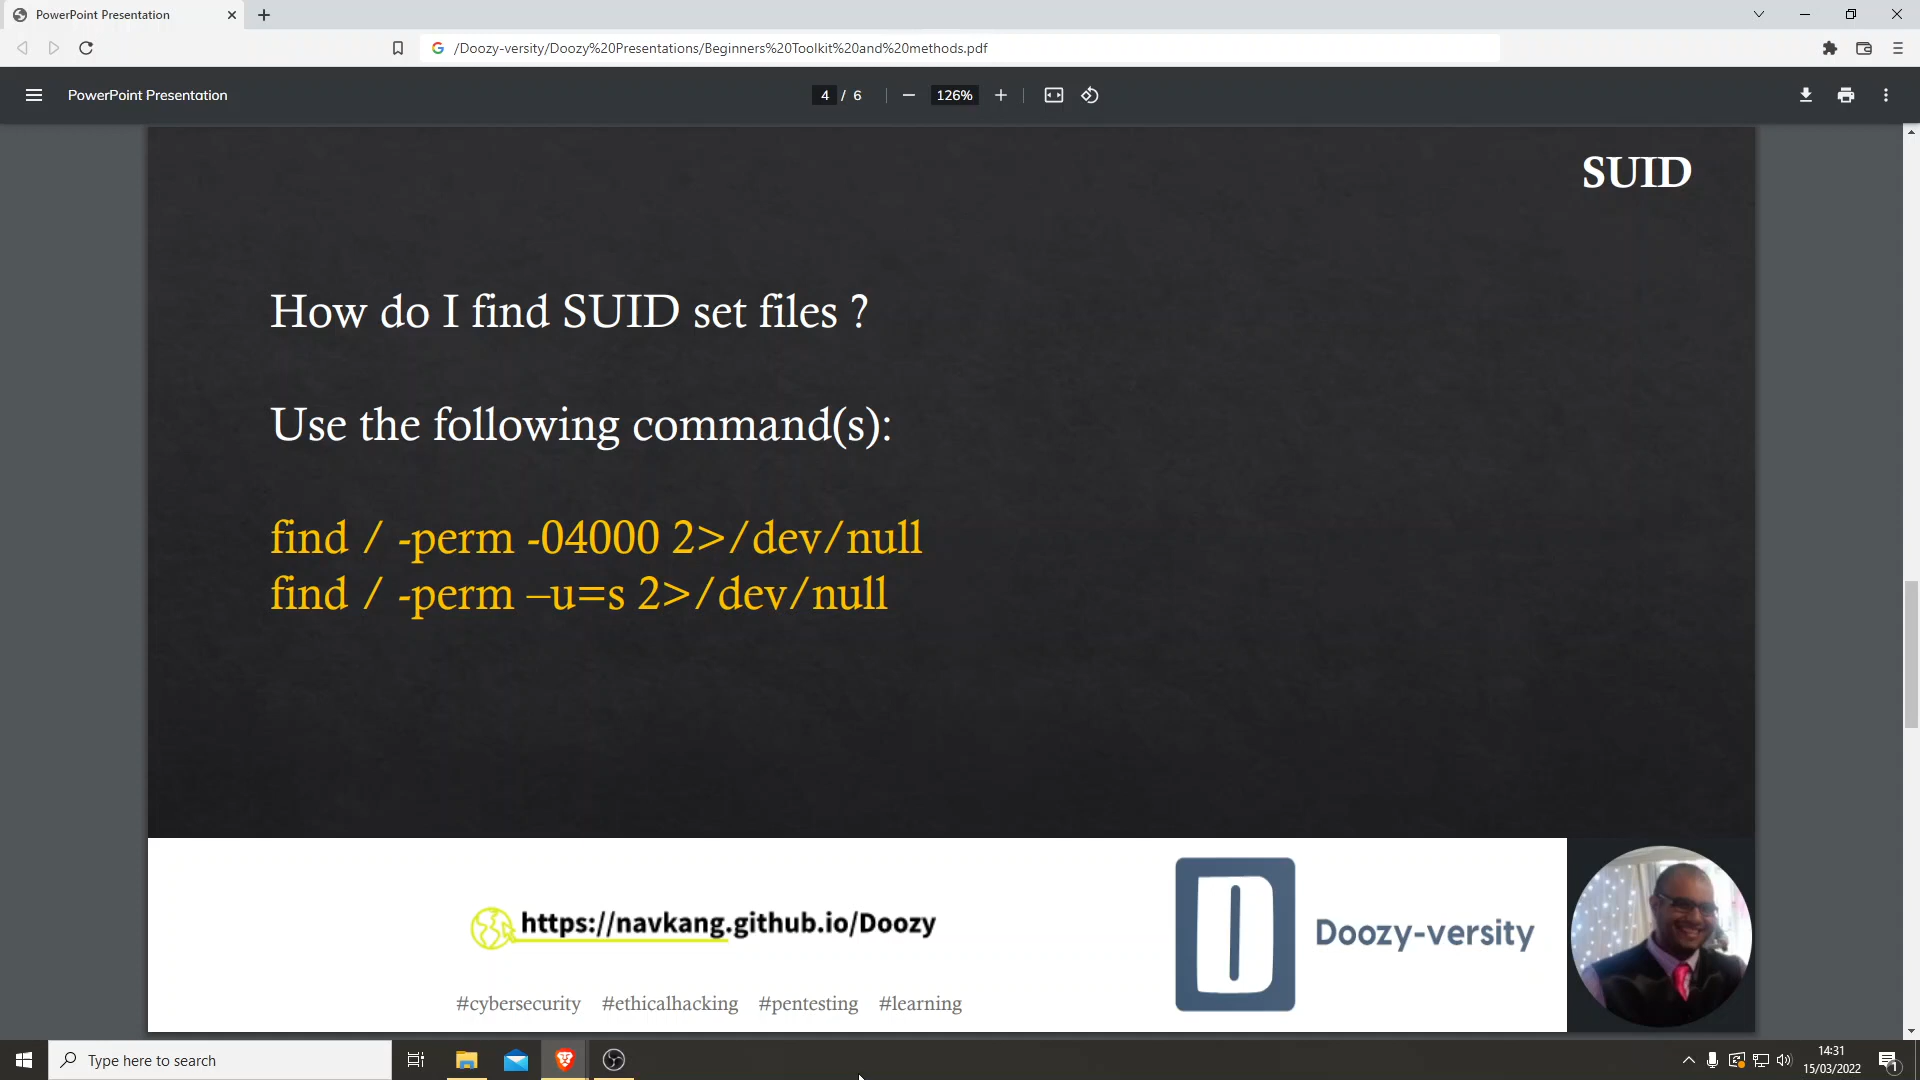 PowerPoint Presentation
/Doozy-versity/Doozy%20Presentations/Beginners%20Toolkit%20and%20methods.pdf
PowerPoint Presentation
4 / 6
126%
SUID
How do I find SUID set files ?
Use the following command(s):
find / -perm -04000 2>/dev/null
find / -perm –u=s 2>/dev/null
https://navkang.github.io/Doozy
D
Doozy-versity
#cybersecurity #ethicalhacking #pentesting #learning
Type here to search
14:31
15/03/2022
1